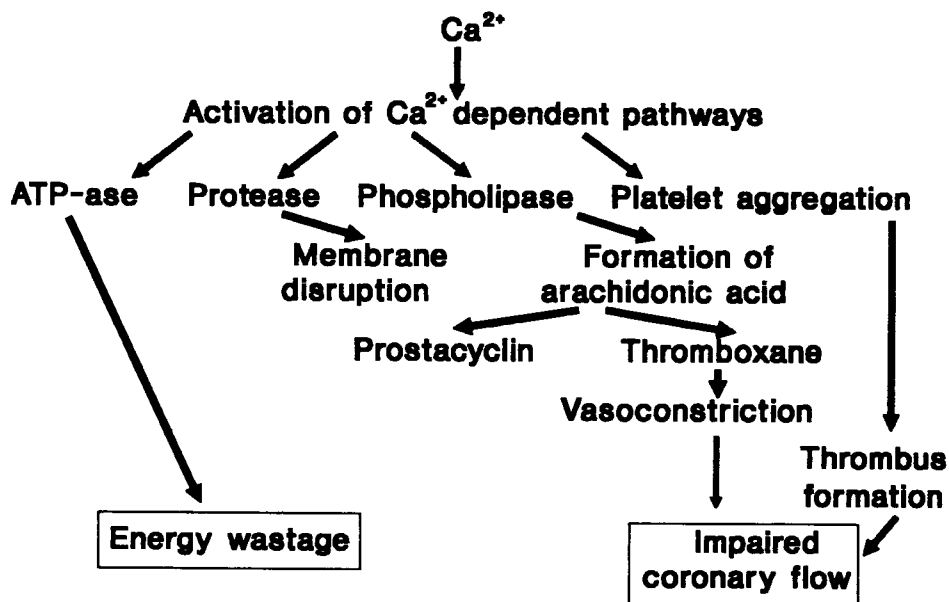 Ca²⁺
Activation of Ca²⁺ dependent pathways
ATP-ase Protease Phospholipase Platelet aggregation
Membrane
disruption
Formation of
arachidonic acid
Prostacyclin Thromboxane
Vasoconstriction
Thrombus
formation
Energy wastage
Impaired
coronary flow